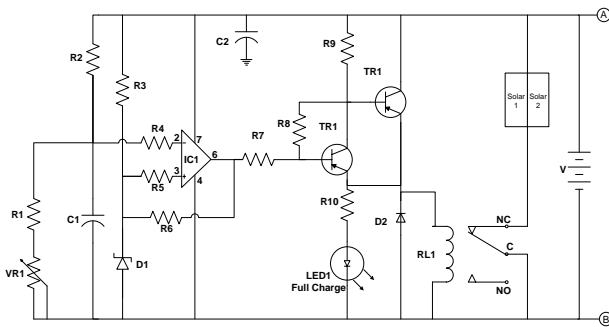 A
R2
C2
R9
R3
TR1
Solar
1
Solar
2
R4
R7
R8
TR1
2
7
IC1
6
V
3
R5
4
R1
C1
R6
R10
D2
NC
C
RL1
VR1
D1
LED1
Full Charge
NO
B